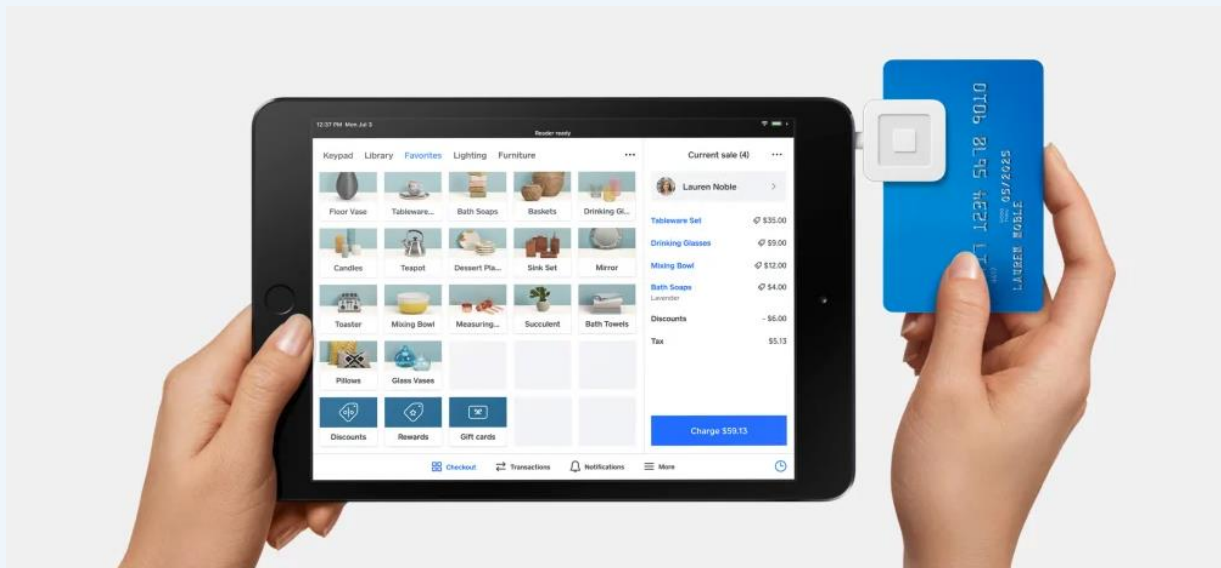 12:37 PM Mon Jul 3
Reader ready
Keypad Library Favorites Lighting Furniture
Floor Vase Tableware... Bath Soaps Baskets Drinking Gl...
Candles Teapot Dessert Pla... Sink Set Mirror
Toaster Mixing Bowl Measuring... Succulent Bath Towels
Pillows Glass Vases
Discounts Rewards Gift cards
Current sale (4)
Lauren Noble
Tableware Set $35.00
Drinking Glasses $9.00
Mixing Bowl $12.00
Bath Soaps $4.00
Lavender
Discounts - $6.00
Tax $5.13
Charge $59.13
Checkout Transactions Notifications More
1234 5678 9010
05/2025
LAUREN NOBLE